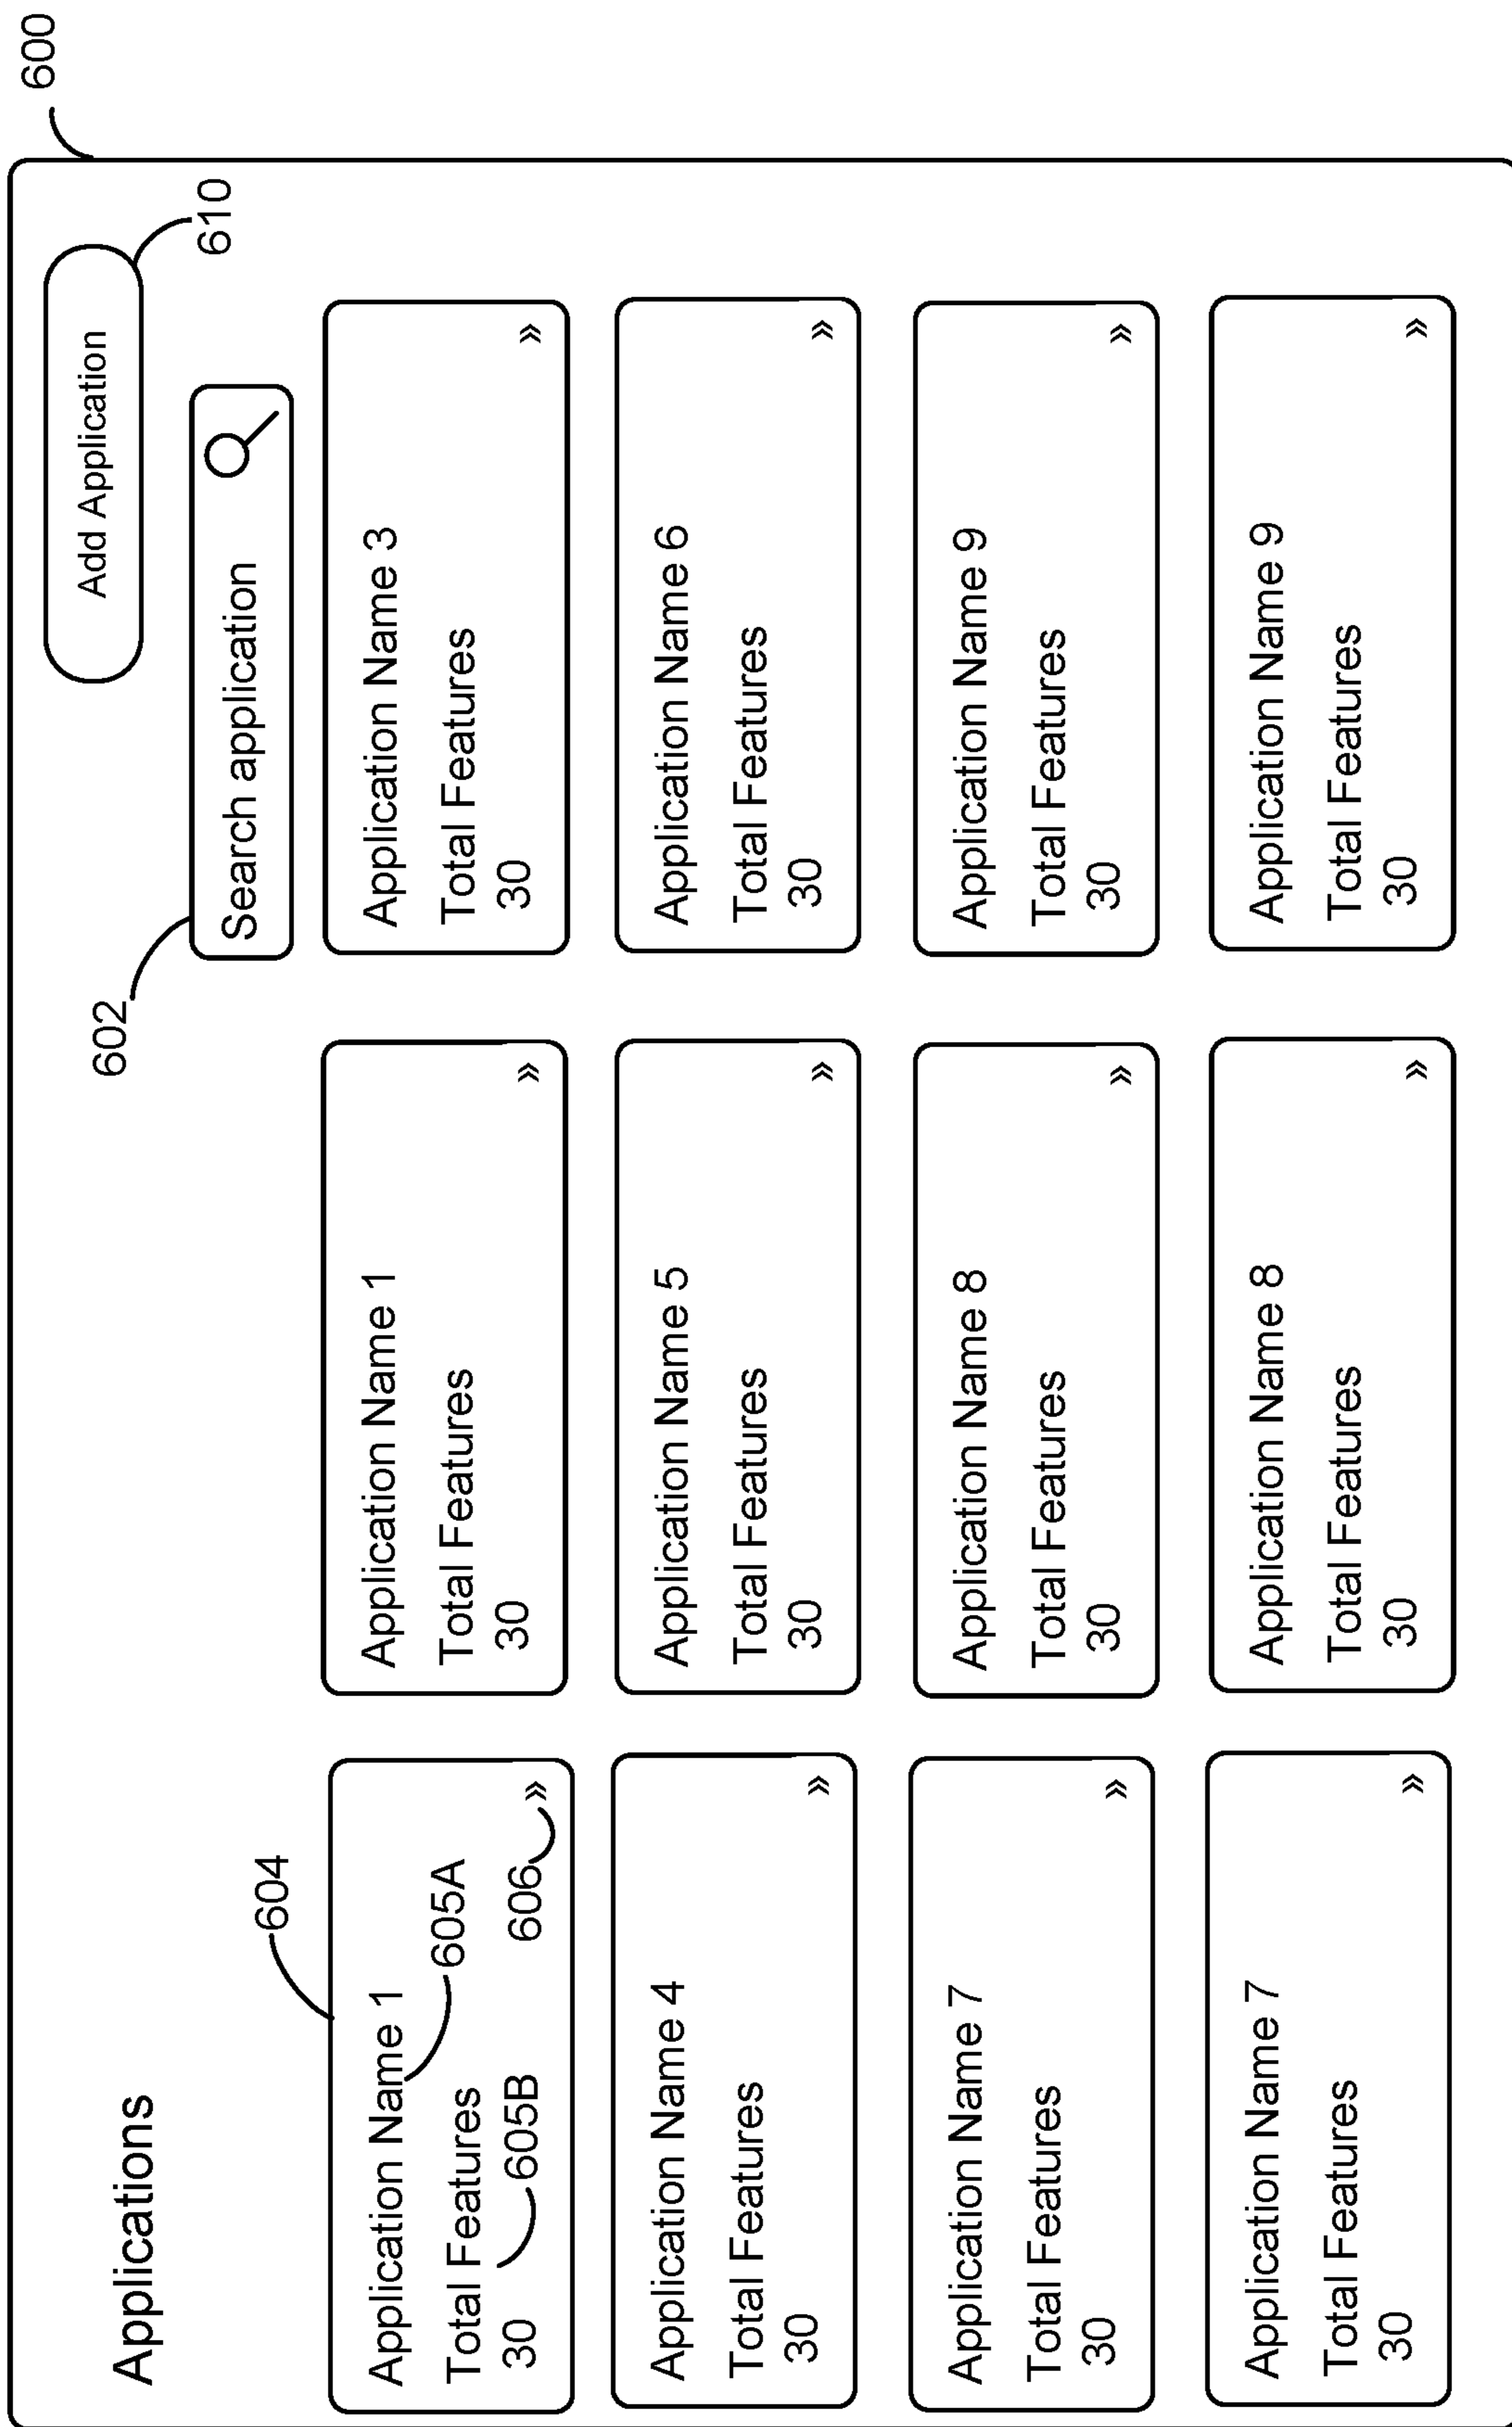 600
Applications
Add Application
610
602
Search application
604
Application Name 1
605A
Total Features
30
605B
606
»
Application Name 1
Total Features
30
»
Application Name 3
Total Features
30
»
Application Name 4
Total Features
30
»
Application Name 5
Total Features
30
»
Application Name 6
Total Features
30
»
Application Name 7
Total Features
30
»
Application Name 8
Total Features
30
»
Application Name 9
Total Features
30
»
Application Name 7
Total Features
30
»
Application Name 8
Total Features
30
»
Application Name 9
Total Features
30
»